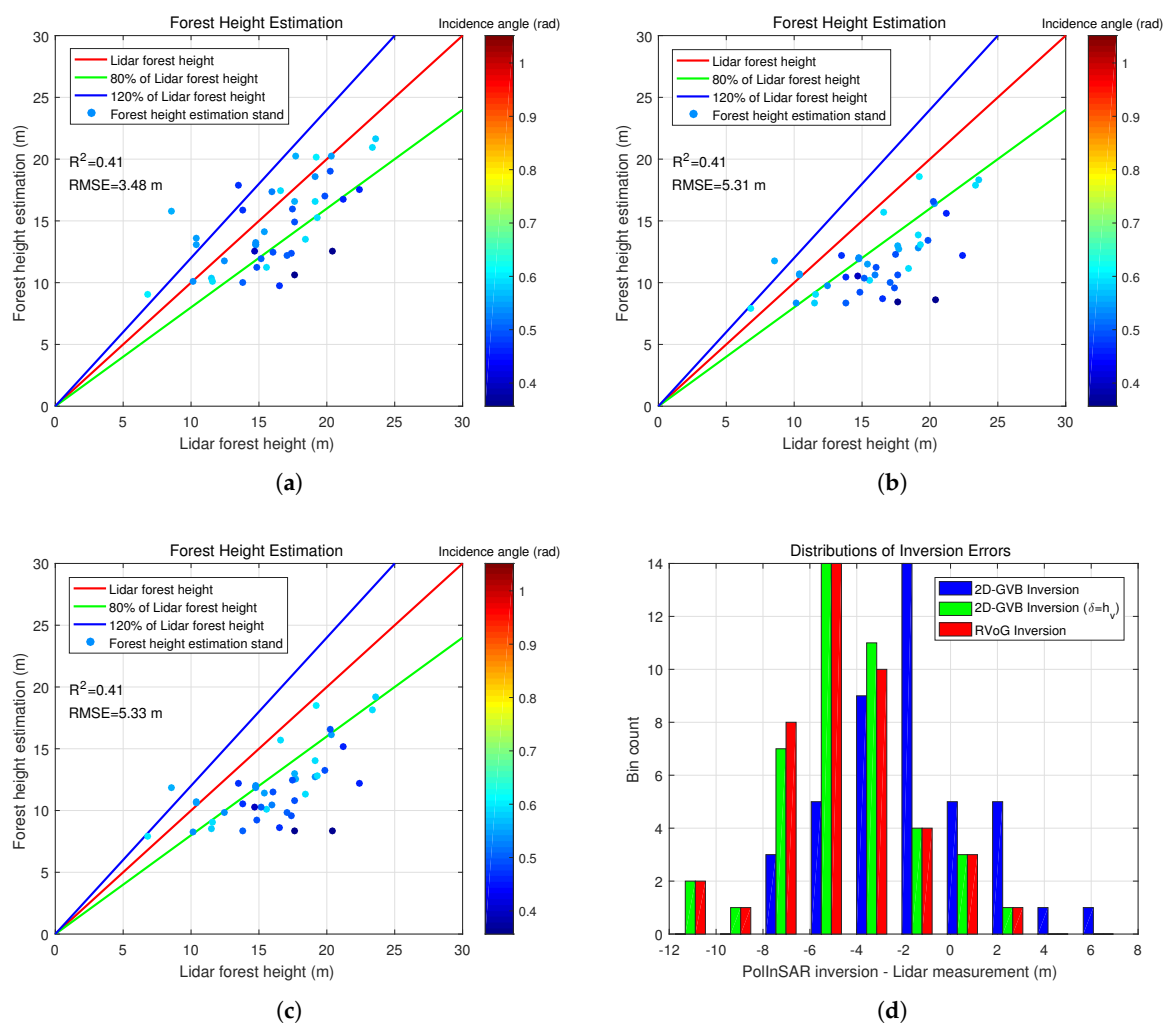 Forest Height Estimation
Incidence angle (rad)
30
25
20
15
10
5
0
Forest height estimation (m)
Lidar forest height
80% of Lidar forest height
120% of Lidar forest height
Forest height estimation stand
R²=0.41
RMSE=3.48 m
0 5 10 15 20 25 30
Lidar forest height (m)
1
0.9
0.8
0.7
0.6
0.5
0.4
(a)
Forest Height Estimation
Incidence angle (rad)
30
25
20
15
10
5
0
Forest height estimation (m)
Lidar forest height
80% of Lidar forest height
120% of Lidar forest height
Forest height estimation stand
R²=0.41
RMSE=5.31 m
0 5 10 15 20 25 30
Lidar forest height (m)
1
0.9
0.8
0.7
0.6
0.5
0.4
(b)
Forest Height Estimation
Incidence angle (rad)
30
25
20
15
10
5
0
Forest height estimation (m)
Lidar forest height
80% of Lidar forest height
120% of Lidar forest height
Forest height estimation stand
R²=0.41
RMSE=5.33 m
0 5 10 15 20 25 30
Lidar forest height (m)
1
0.9
0.8
0.7
0.6
0.5
0.4
(c)
Distributions of Inversion Errors
14
12
10
8
6
4
2
0
Bin count
2D-GVB Inversion
2D-GVB Inversion (δ=hᵥ)
RVoG Inversion
-12 -10 -8 -6 -4 -2 0 2 4 6 8
PolInSAR inversion - Lidar measurement (m)
(d)